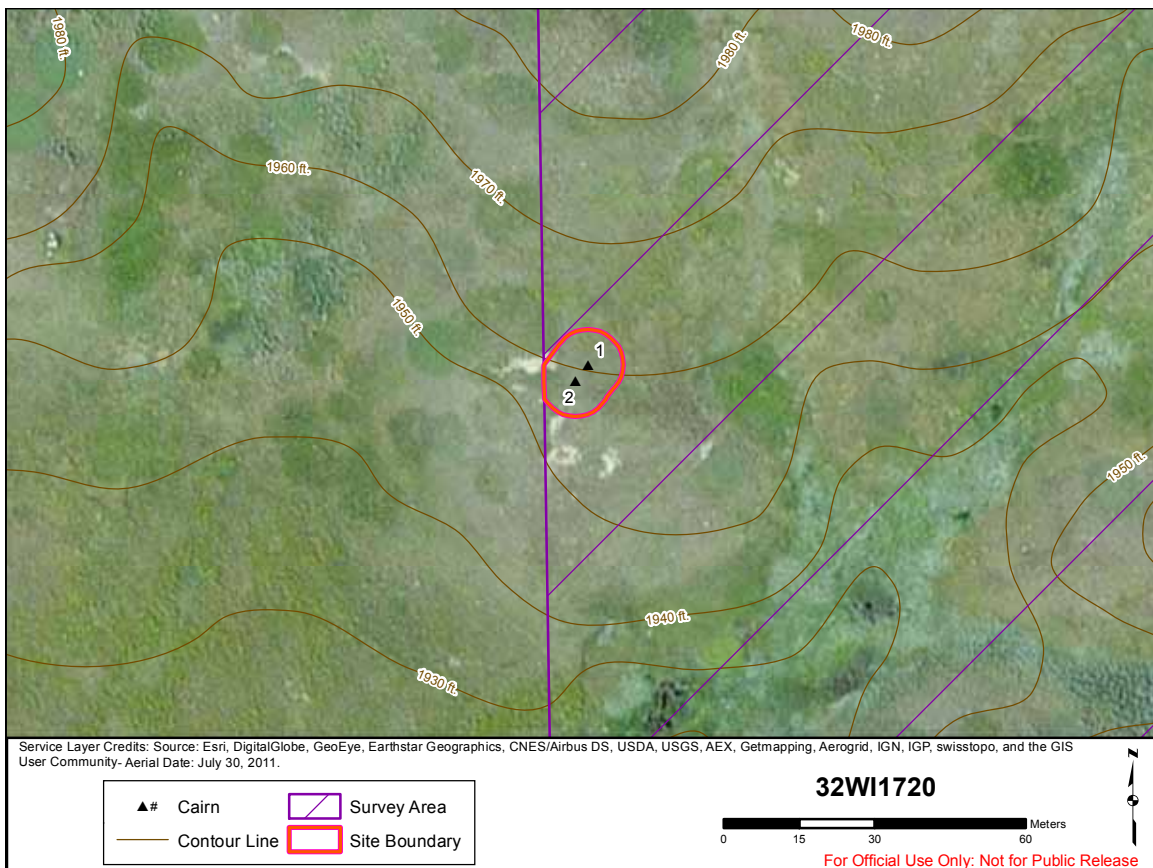 1980 ft.
1980 ft.
1980 ft.
1960 ft.
1970 ft.
1950 ft.
1
2
1950 ft.
1940 ft.
1930 ft.
Service Layer Credits: Source: Esri, DigitalGlobe, GeoEye, Earthstar Geographics, CNES/Airbus DS, USDA, USGS, AEX, Getmapping, Aerogrid, IGN, IGP, swisstopo, and the GIS
User Community- Aerial Date: July 30, 2011.
# Cairn
Survey Area
Contour Line
Site Boundary
32WI1720
Meters
0 15 30 60
N
For Official Use Only: Not for Public Release